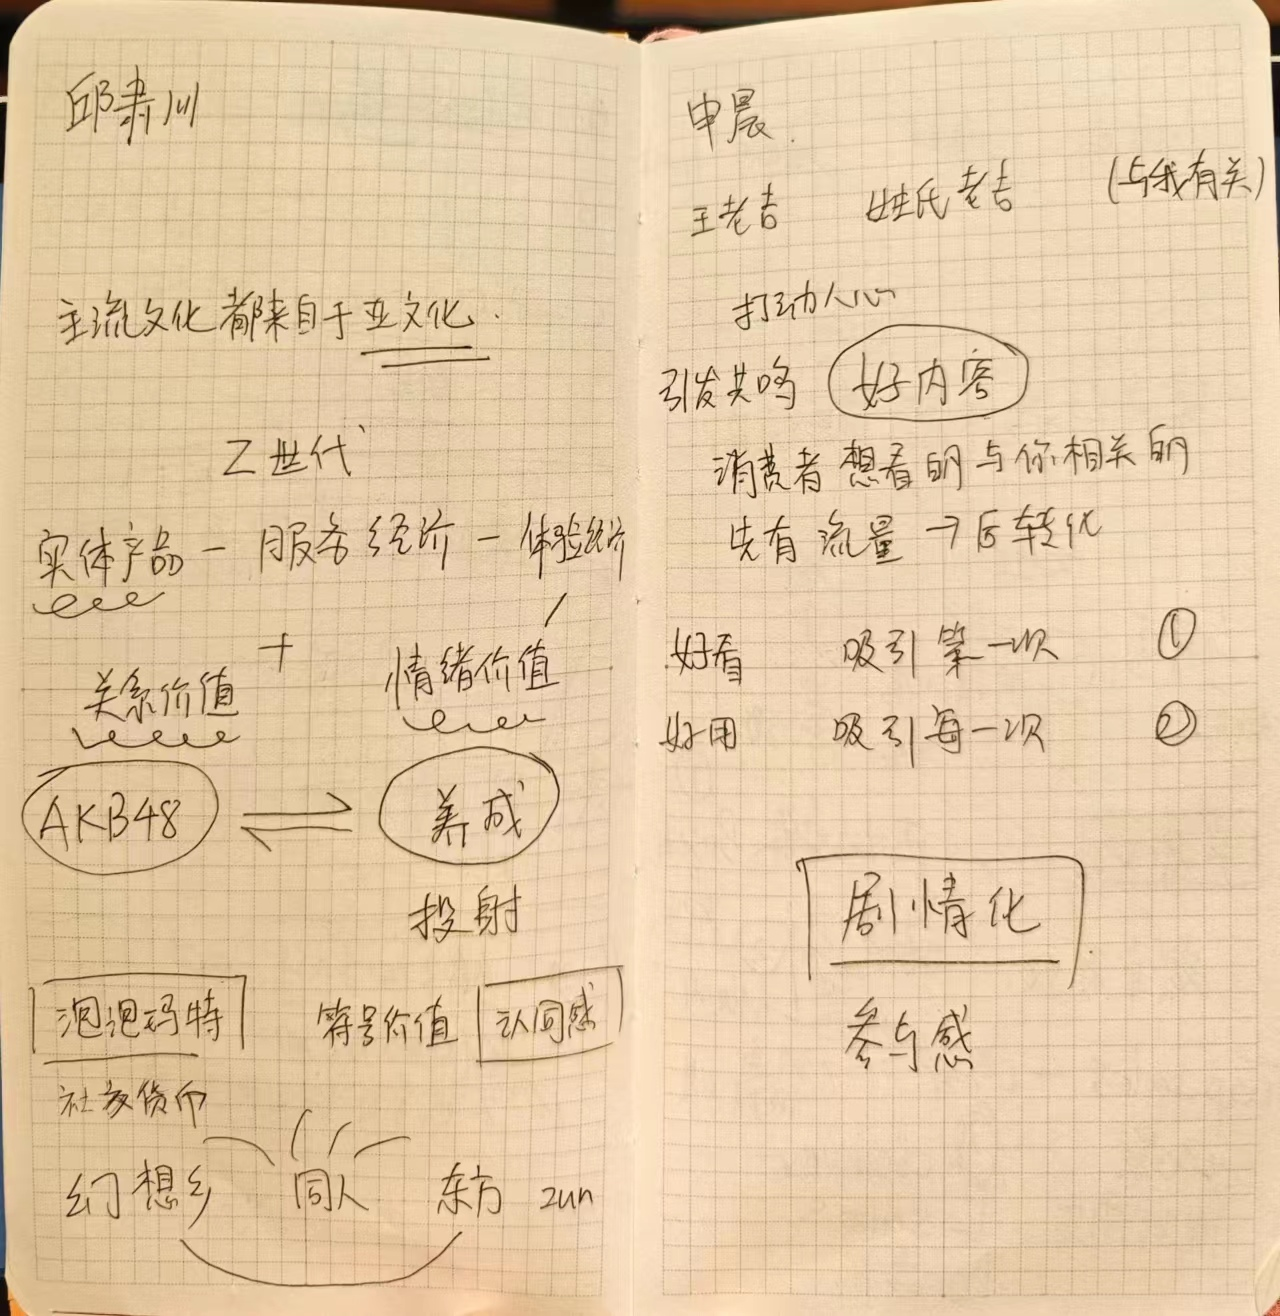 邱肃川
主流文化都来自于亚文化.
Z世代
实体产品 — 服务经济 — 体验经济
关系价值 + 情绪价值
AKB48 ⇌ 养成
投射
泡泡玛特 符号价值 认同感
社交货币
幻想乡 同人 东方 zun
申晨.
王老吉 姓氏老吉 (与我有关)
打动人心
引发共鸣 好内容
消费者想看的与你相关的
先有流量 → 后转化
好看 吸引第一次 ①
好用 吸引每一次 ②
剧情化
参与感